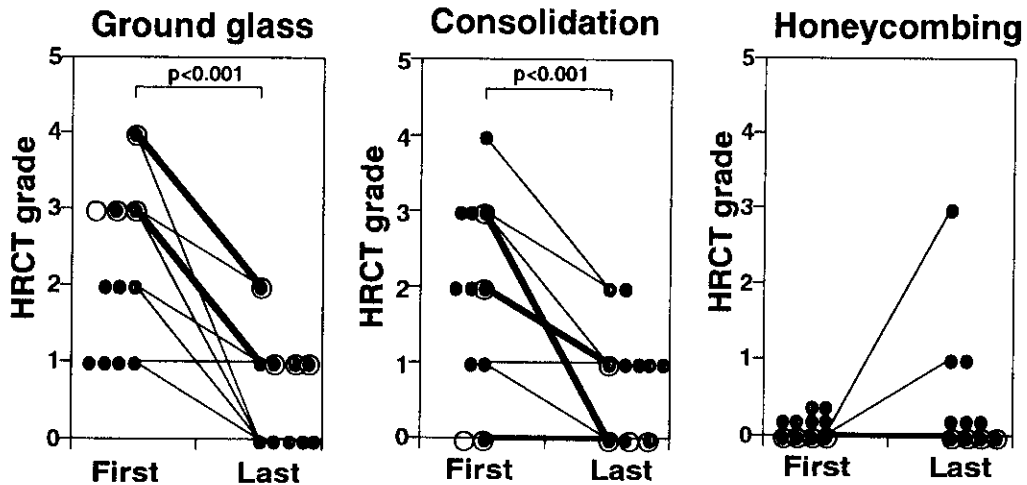 Ground glass
p<0.001
HRCT grade
5
4
3
2
1
0
First Last
Consolidation
p<0.001
HRCT grade
5
4
3
2
1
0
First Last
Honeycombing
HRCT grade
5
4
3
2
1
0
First Last